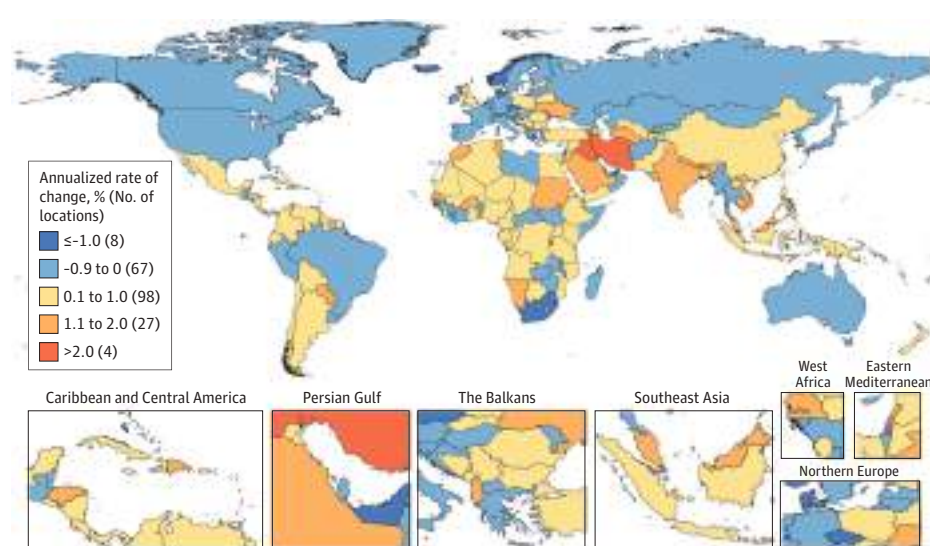 Annualized rate of
change, % (No. of
locations)
≤-1.0 (8)
-0.9 to 0 (67)
0.1 to 1.0 (98)
1.1 to 2.0 (27)
>2.0 (4)
Caribbean and Central America
Persian Gulf
The Balkans
Southeast Asia
West
Africa
Eastern
Mediterranean
Northern Europe